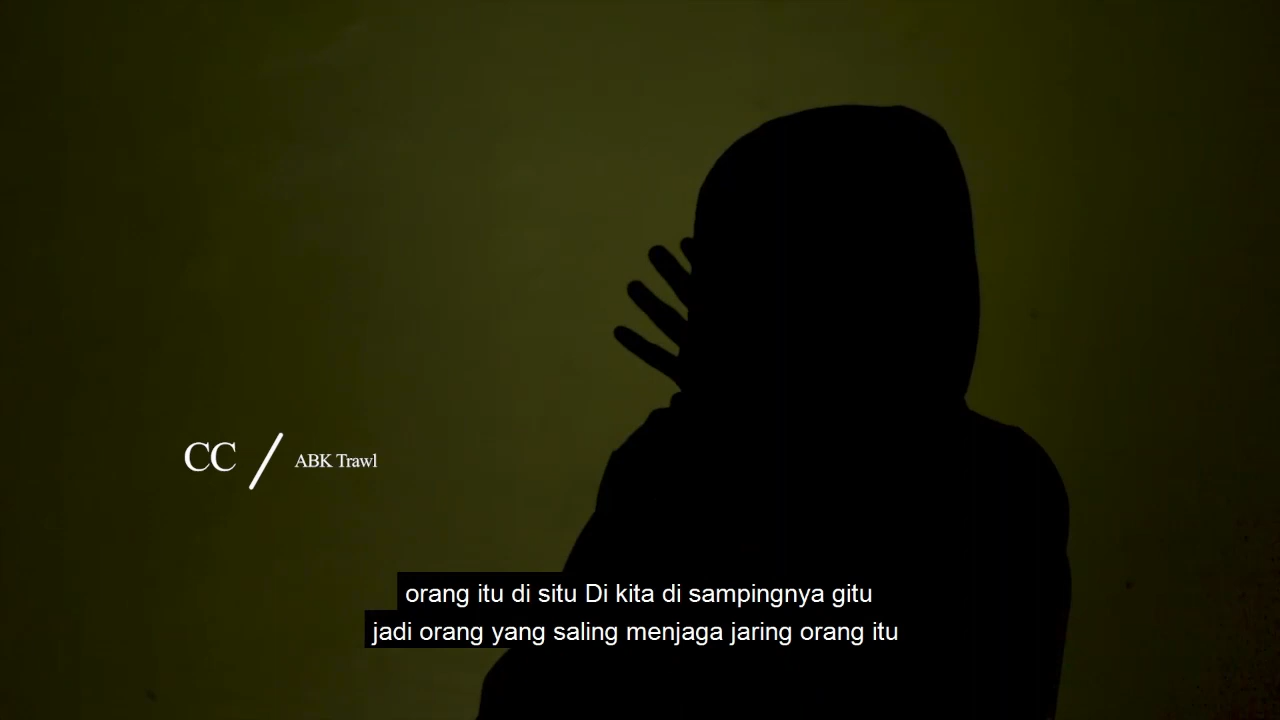 CC / ABK Trawl
orang itu di situ Di kita di sampingnya gitu
jadi orang yang saling menjaga jaring orang itu